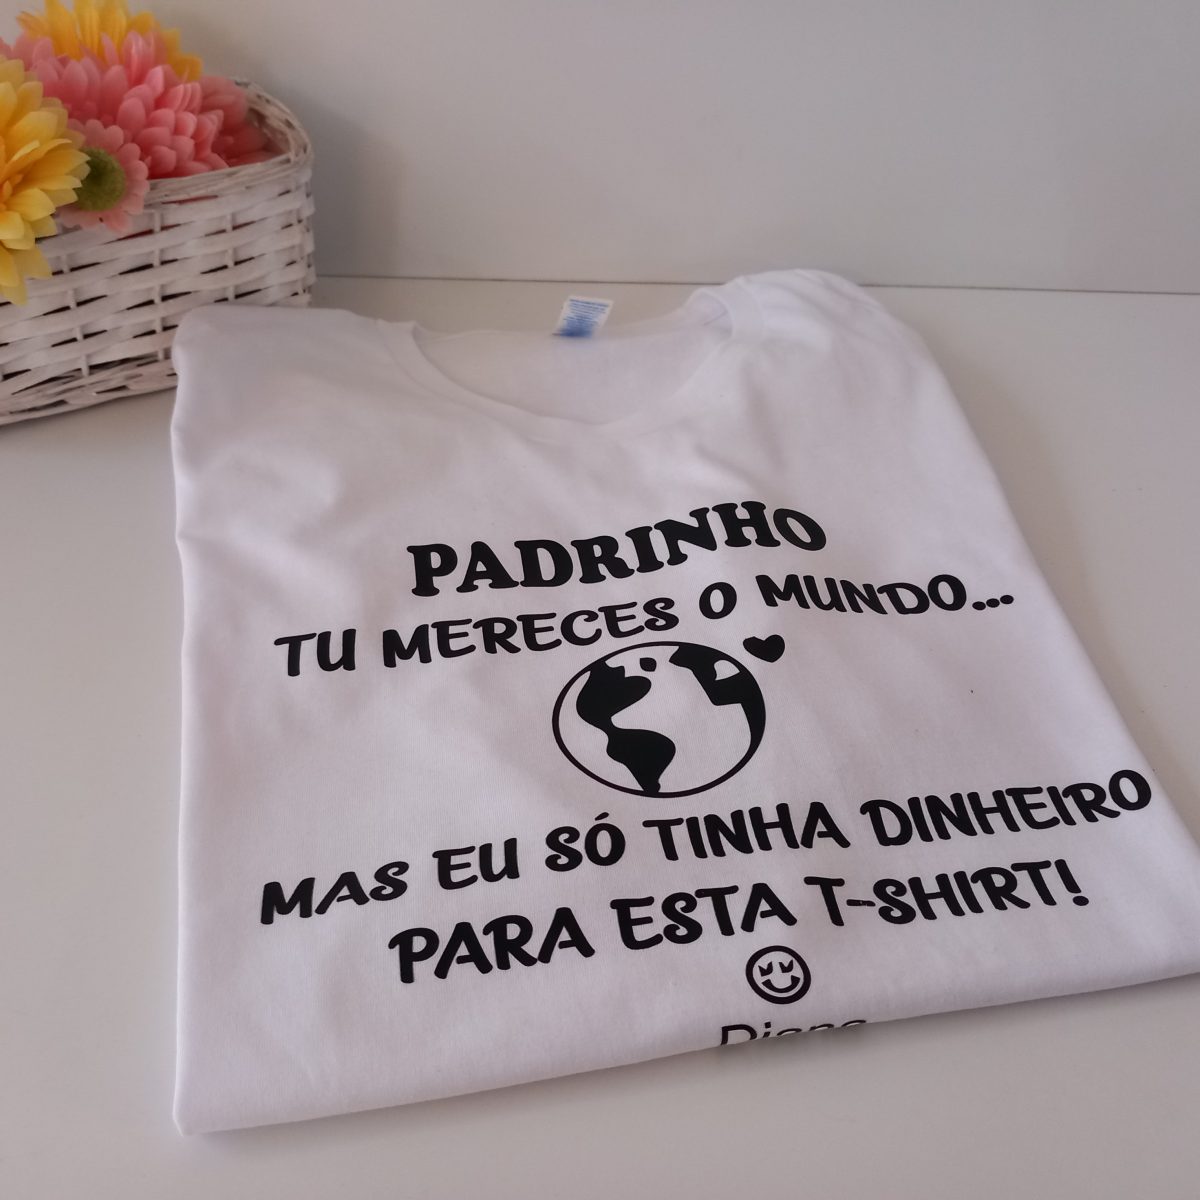 PADRINHO
TU MERECES O MUNDO...
MAS EU SÓ TINHA DINHEIRO
PARA ESTA T-SHIRT!